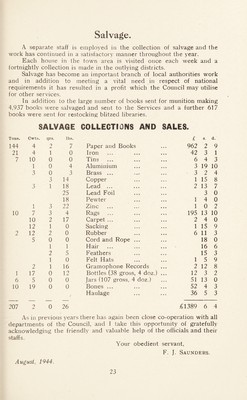 Salvage.
A separate staff is employed in the collection of salvage and the
work has continued in a satisfactory manner throughout the year.
Each house in the town area is visited once each week and a
fortnightly collection is made in the outlying districts.
Salvage has become an important branch of local authorities work
and in addition to meeting a vital need in respect of national
requirements it has resulted in a profit which the Council may utilise
for other services.
In addition to the large number of books sent for munition making
4,937 books were salvaged and sent to the Services and a further 617
books were sent for restocking blitzed libraries.
SALVAGE COLLECTIONS AND SALES.
Tons. Cwts. qrs. lbs. £ s. d.
144 4 2 7 Paper and Books ... 962 2 9
21 4 1 0 Iron ... ... ... 42 3 1
7 10 0 0 Tins ... ... ... 6 4 3
1 0 4 Aluminium ... ... 3 19 10
3 0 3 Brass ... ... ... 3 2 4
3 14 Copper ... ... 1 15 8
3 1 18 Lead ... ... ... 2 13 7
25 Lead Foil ... ... 3 0
18 Pewter ... ... 1 4 0
1 3 22 Zinc ... ... ... 1 0 2
10 2 3 4 Rags ... ... ... 195 13 10
10 2 17 Carpet ... ... ... 2 4 0
12 1 0 Sacking ... ... 1 15 9
2 12 2 0 Rubber ... ... 6 11 3
5 0 0 Cord and Rope ... ... 18 0
1 1 Hair ... ... ... 16 6
2 5 Feathers ... ... 15 3
1 0 Felt Hats ... ... 1 5 9
2 1 16 Gramophone Records ... 2 12 8
1 17 0 12 Bottles (38 gross, 4 doz.) ... 12 3 2
6 5 0 0 Jars (107 gross, 4 doz.) ... 51 13 0
10 19 0 0 Bones ... ... ... 52 4 3
Haulage ... ... 36 5 3
207 2 0 26 £1389 6 4
As in previous years there has again been close co-operation with all
departments of the Council, and I take this opportunity of gratefully
acknowledging the friendly and valuable help of the officials and their
staffs.
Your obedient servant,
F. J. SAUNDERS.
August, 1944.
23